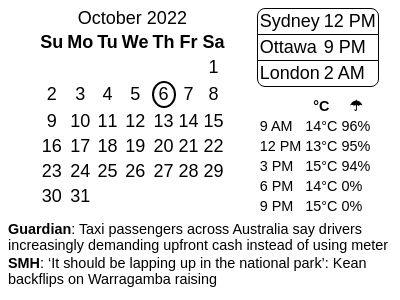 October 2022
Su Mo Tu We Th Fr Sa
1
2 3 4 5 6 7 8
9 10 11 12 13 14 15
16 17 18 19 20 21 22
23 24 25 26 27 28 29
30 31
Sydney 12 PM
Ottawa 9 PM
London 2 AM
°C ☂
9 AM 14°C 96%
12 PM 13°C 95%
3 PM 15°C 94%
6 PM 14°C 0%
9 PM 15°C 0%
Guardian: Taxi passengers across Australia say drivers
increasingly demanding upfront cash instead of using meter
SMH: ‘It should be lapping up in the national park’: Kean
backflips on Warragamba raising